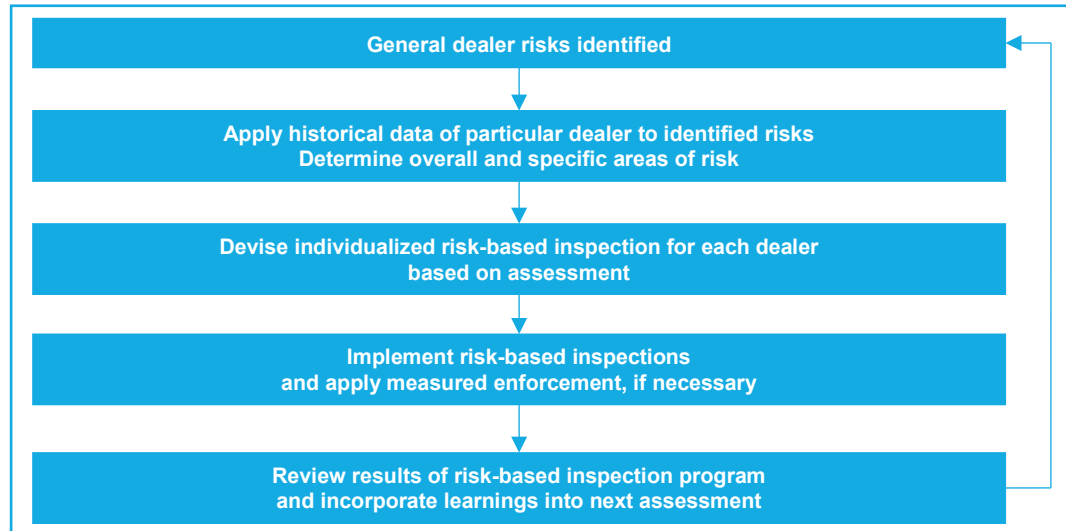 General dealer risks identified
Apply historical data of particular dealer to identified risks
Determine overall and specific areas of risk
Devise individualized risk-based inspection for each dealer
based on assessment
Implement risk-based inspections
and apply measured enforcement, if necessary
Review results of risk-based inspection program
and incorporate learnings into next assessment